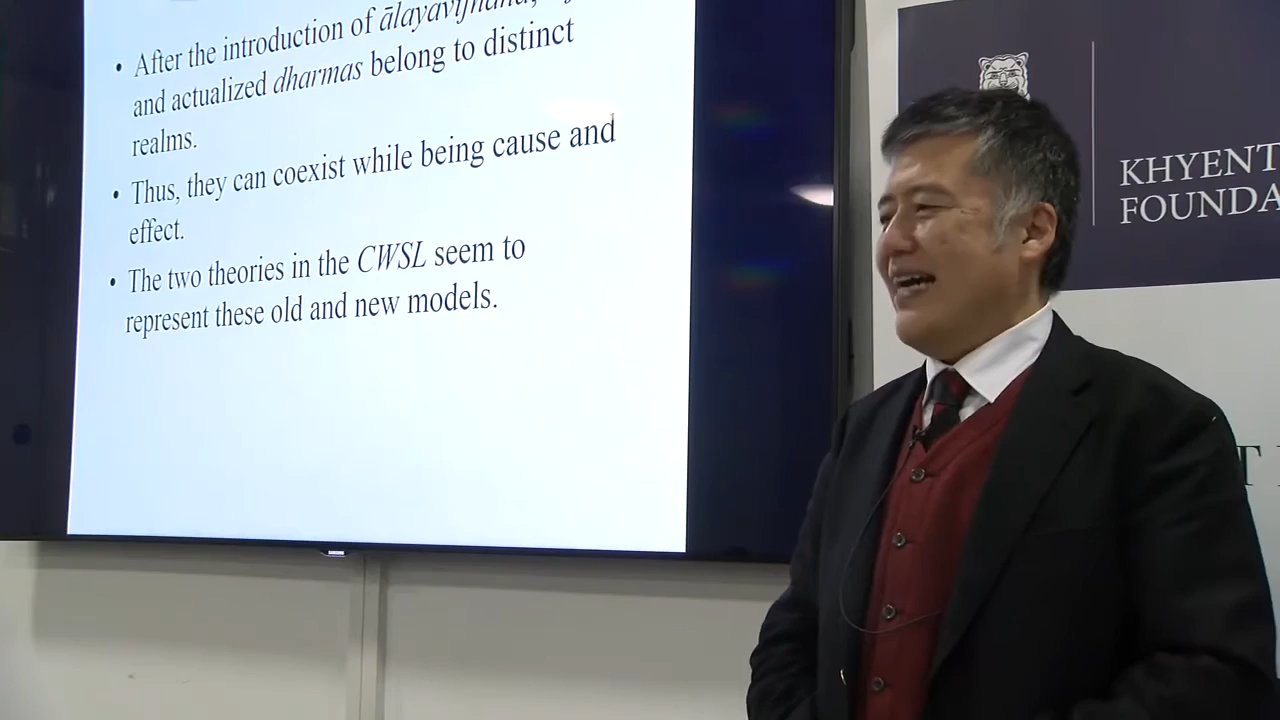 • After the introduction of ālayavijñāna,
and actualized dharmas belong to distinct
realms.
• Thus, they can coexist while being cause and
effect.
• The two theories in the CWSL seem to
represent these old and new models.
SAMSUNG
KHYENT
FOUNDA
T